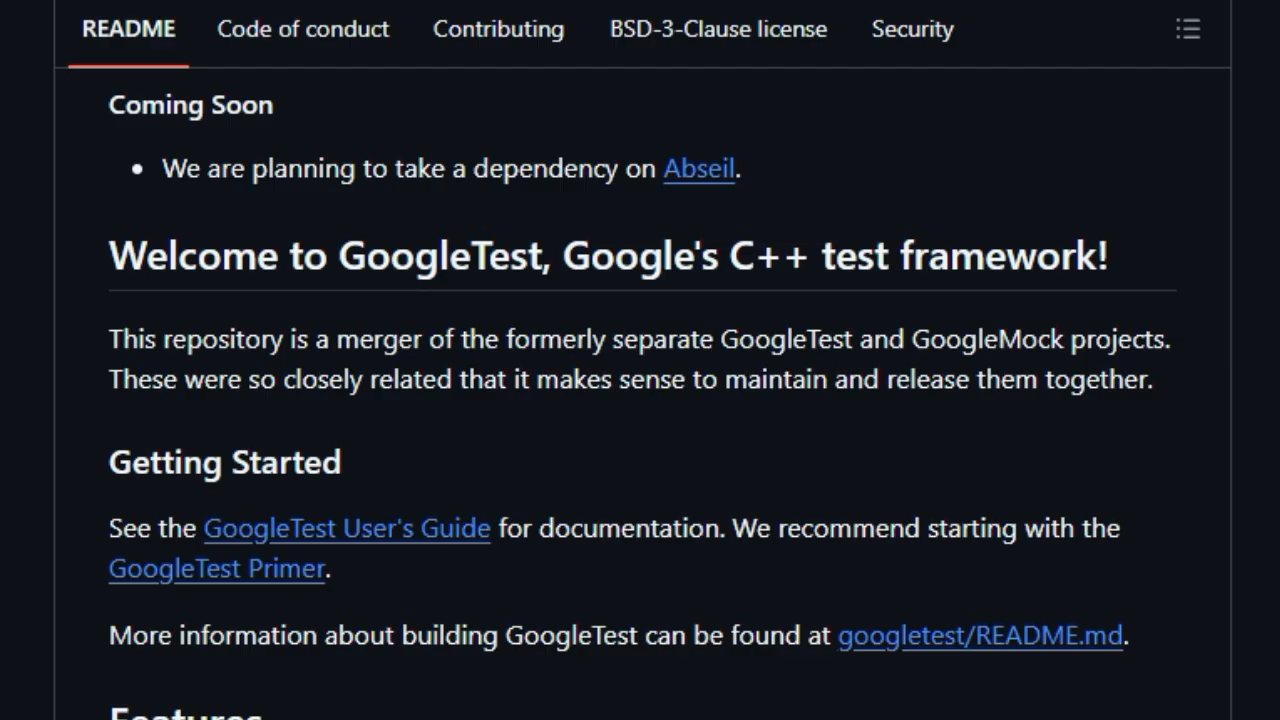 README Code of conduct Contributing BSD-3-Clause license Security
Coming Soon
• We are planning to take a dependency on Abseil.
Welcome to GoogleTest, Google's C++ test framework!
This repository is a merger of the formerly separate GoogleTest and GoogleMock projects.
These were so closely related that it makes sense to maintain and release them together.
Getting Started
See the GoogleTest User's Guide for documentation. We recommend starting with the
GoogleTest Primer.
More information about building GoogleTest can be found at googletest/README.md.
Features